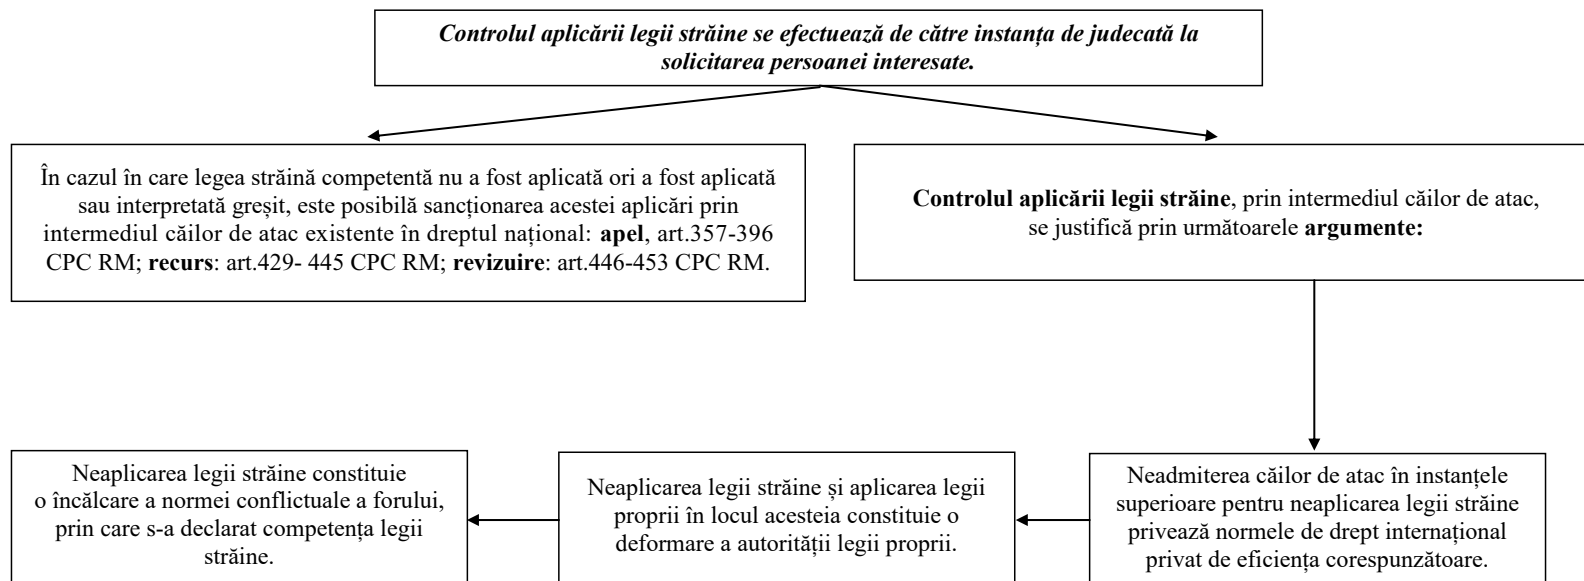 Controlul aplicării legii străine se efectuează de către instanța de judecată la
solicitarea persoanei interesate.
În cazul în care legea străină competentă nu a fost aplicată ori a fost aplicată
sau interpretată greșit, este posibilă sancționarea acestei aplicări prin
intermediul căilor de atac existente în dreptul național: apel, art.357-396
CPC RM; recurs: art.429- 445 CPC RM; revizuire: art.446-453 CPC RM.
Controlul aplicării legii străine, prin intermediul căilor de atac,
se justifică prin următoarele argumente:
Neadmiterea căilor de atac în instanțele
superioare pentru neaplicarea legii străine
privează normele de drept internațional
privat de eficiența corespunzătoare.
Neaplicarea legii străine și aplicarea legii
proprii în locul acesteia constituie o
deformare a autorității legii proprii.
Neaplicarea legii străine constituie
o încălcare a normei conflictuale a forului,
prin care s-a declarat competența legii
străine.